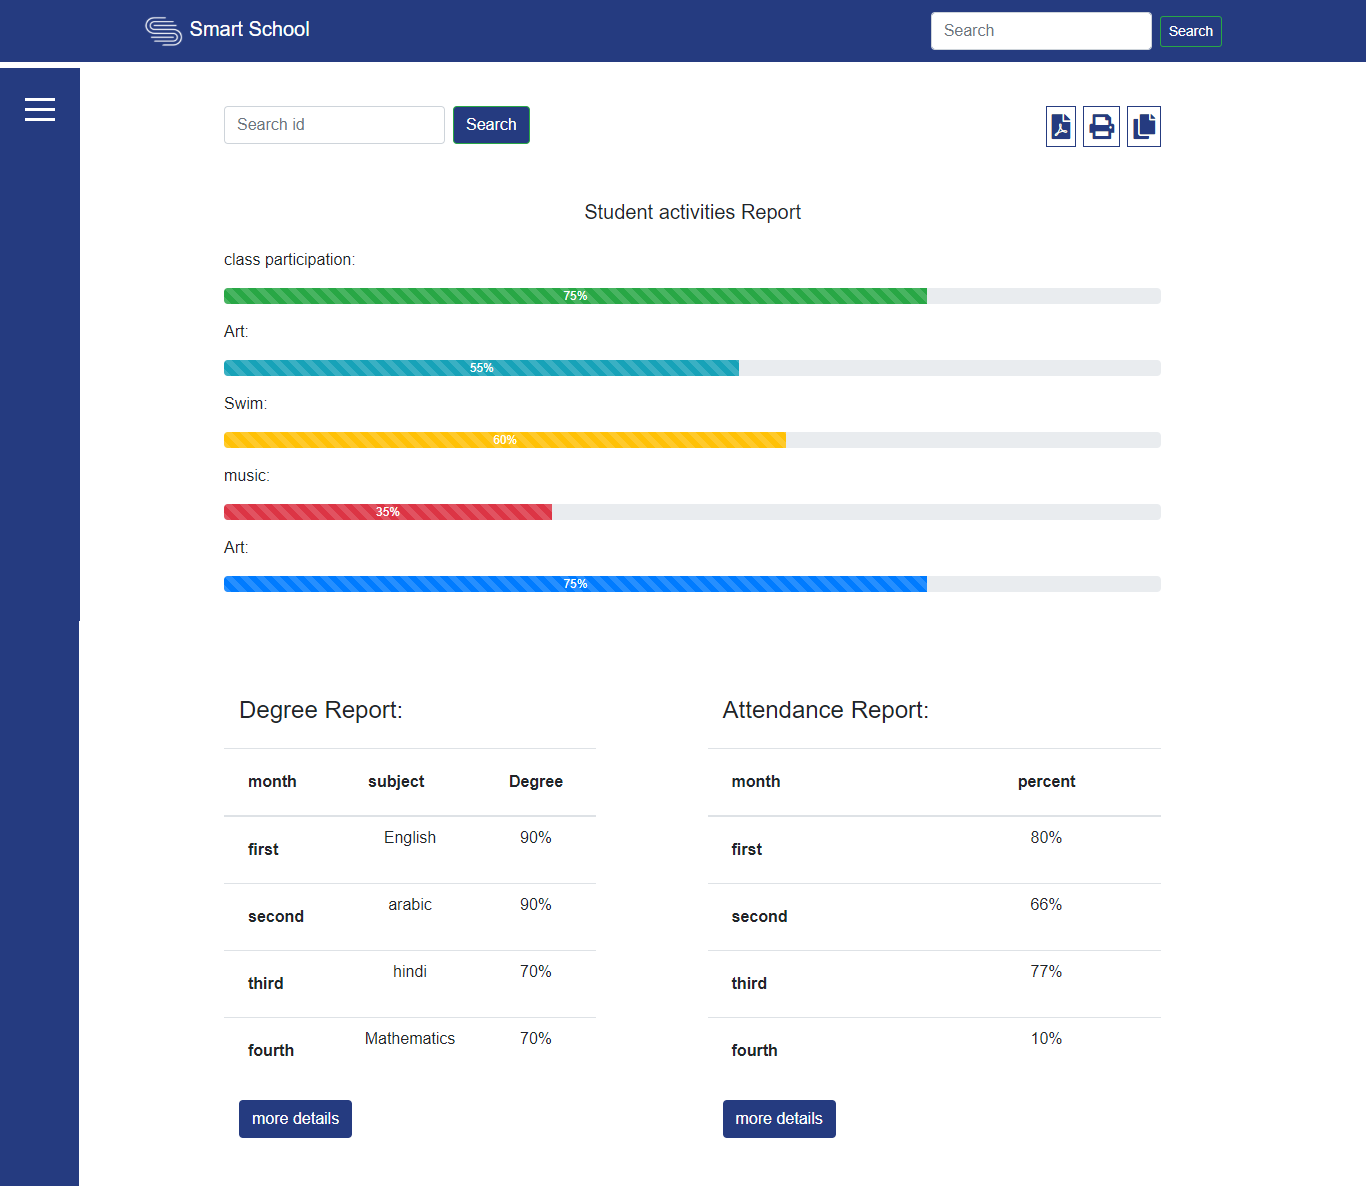 Smart School
Search
Search
Search id
Search
Student activities Report
class participation:
75%
Art:
55%
Swim:
60%
music:
35%
Art:
75%
Degree Report:
month subject Degree
first English 90%
second arabic 90%
third hindi 70%
fourth Mathematics 70%
more details
Attendance Report:
month percent
first 80%
second 66%
third 77%
fourth 10%
more details